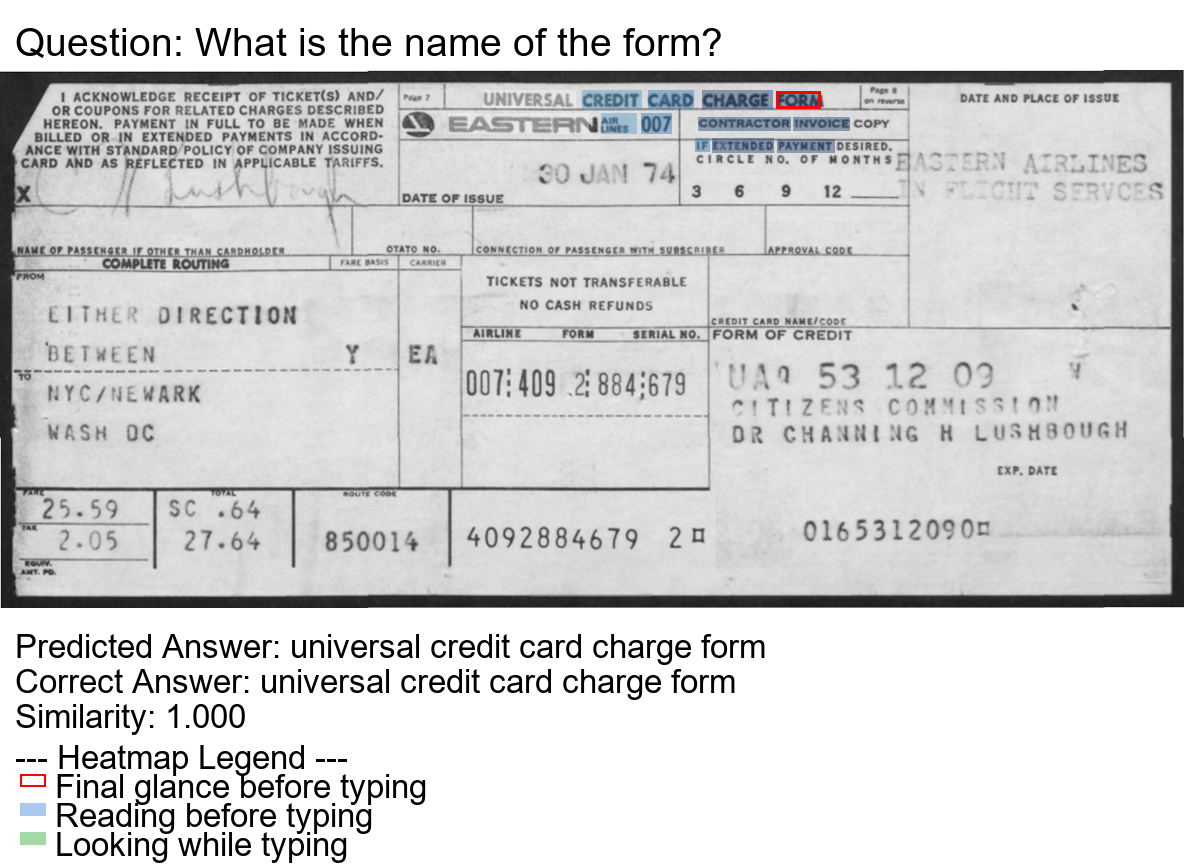 Question: What is the name of the form?
I ACKNOWLEDGE RECEIPT OF TICKET(S) AND/
OR COUPONS FOR RELATED CHARGES DESCRIBED
HEREON. PAYMENT IN FULL TO BE MADE WHEN
BILLED OR IN EXTENDED PAYMENTS IN ACCORD-
ANCE WITH STANDARD POLICY OF COMPANY ISSUING
CARD AND AS REFLECTED IN APPLICABLE TARIFFS.
X
Lushbough
UNIVERSAL CREDIT CARD CHARGE FORM
Page 8
on reverse
EASTERN AIR LINES 007
CONTRACTOR INVOICE COPY
IF EXTENDED PAYMENT DESIRED,
CIRCLE NO. OF MONTHS
3 6 9 12
30 JAN 74
DATE OF ISSUE
DATE AND PLACE OF ISSUE
EASTERN AIRLINES
IN FLIGHT SERVCES
NAME OF PASSENGER IF OTHER THAN CARDHOLDER
OTATO NO.
CONNECTION OF PASSENGER WITH SUBSCRIBER
APPROVAL CODE
COMPLETE ROUTING
FARE BASIS
CARRIER
FROM
EITHER DIRECTION
BETWEEN Y EA
TO
NYC/NEWARK
WASH DC
TICKETS NOT TRANSFERABLE
NO CASH REFUNDS
AIRLINE FORM SERIAL NO.
007 409 2 884 679
CREDIT CARD NAME/CODE
FORM OF CREDIT
UA 53 12 09
CITIZENS COMMISSION
DR CHANNING H LUSHBOUGH
EXP. DATE
FARE
25.59
TAX
2.05
EQUIV.
AMT. PD.
TOTAL
SC .64
27.64
ROUTE CODE
850014
4092884679 2¤
0165312090¤
Predicted Answer: universal credit card charge form
Correct Answer: universal credit card charge form
Similarity: 1.000
--- Heatmap Legend ---
Final glance before typing
Reading before typing
Looking while typing